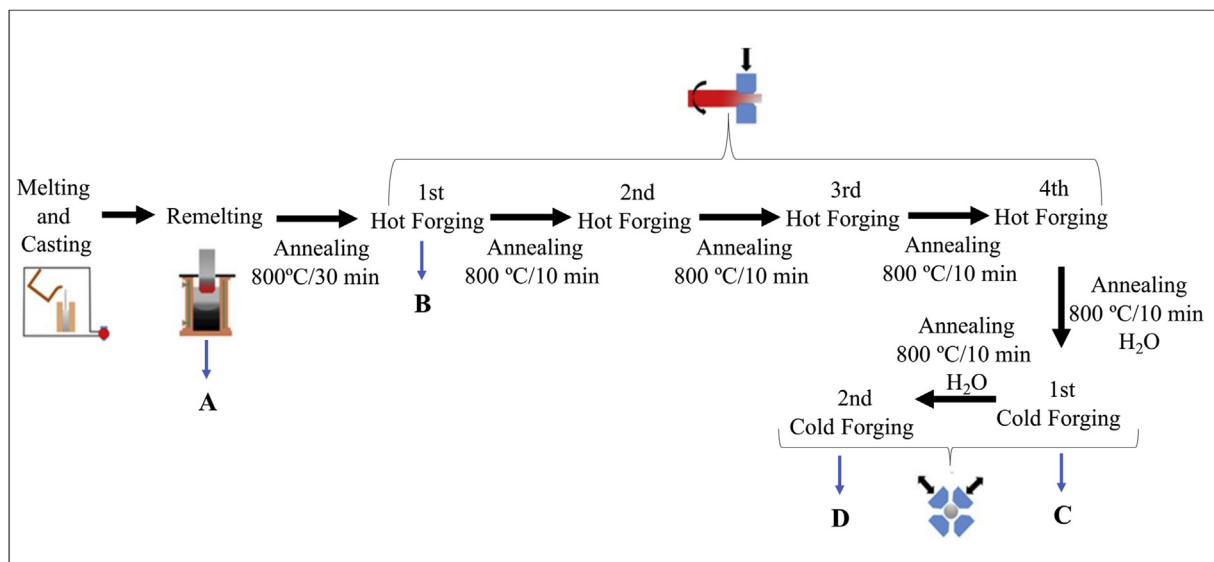 Melting
and
Casting
Remelting
Annealing
800ºC/30 min
1st
Hot Forging
Annealing
800 ºC/10 min
2nd
Hot Forging
Annealing
800 ºC/10 min
3rd
Hot Forging
Annealing
800 ºC/10 min
4th
Hot Forging
Annealing
800 ºC/10 min
H₂O
1st
Cold Forging
Annealing
800 ºC/10 min
H₂O
2nd
Cold Forging
A
B
C
D